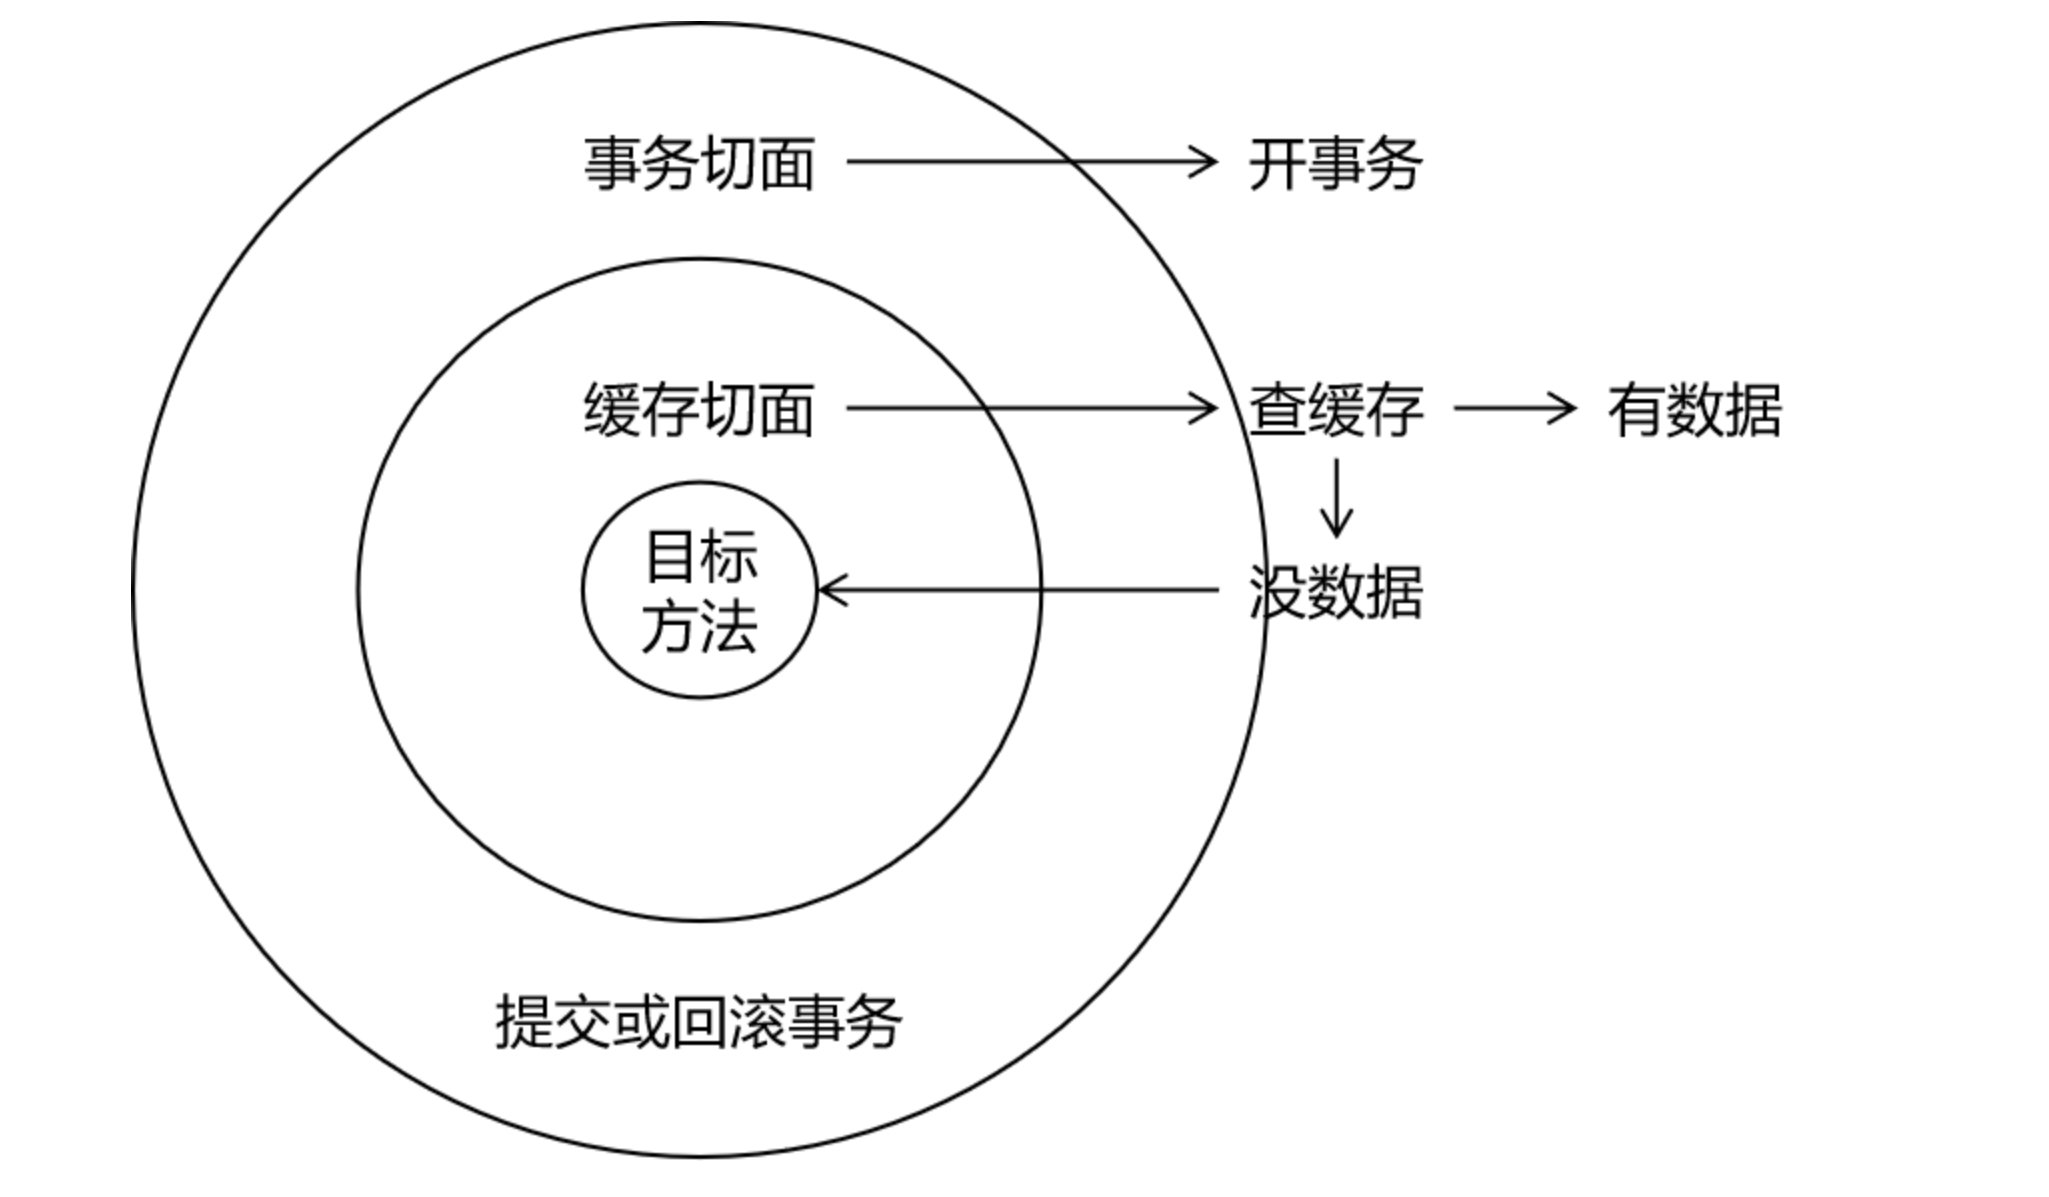 事务切面
开事务
缓存切面
查缓存
有数据
目标
方法
没数据
提交或回滚事务